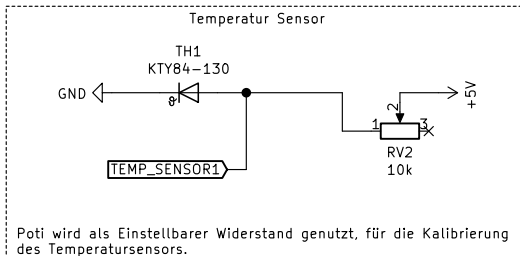 Temperatur Sensor
TH1
KTY84-130
GND
+5V
2
1
3
RV2
10k
TEMP_SENSOR1
Poti wird als Einstellbarer Widerstand genutzt, für die Kalibrierung
des Temperatursensors.